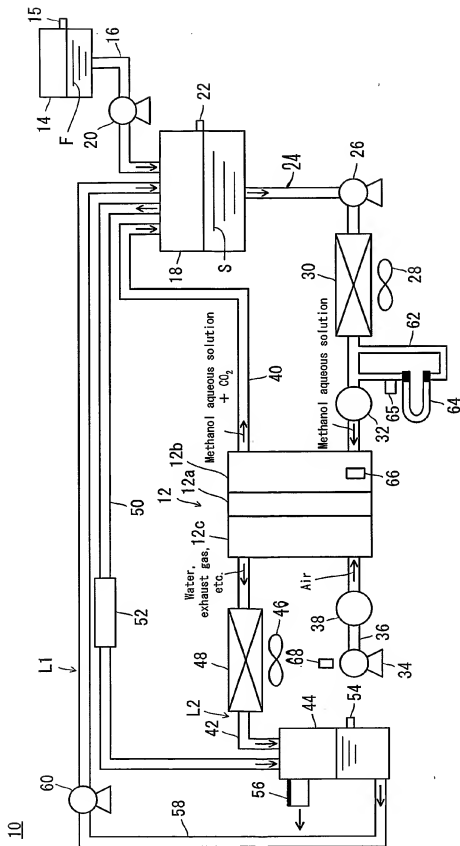 10
60
L1
50
52
58
14
15
16
F
20
22
18
S
24
26
30
28
62
65
64
32
Methanol aqueous solution
66
Methanol aqueous solution
+ CO₂
40
12
12a
12b
12c
Water,
exhaust gas,
etc.
Air
38
36
34
68
46
48
L2
42
44
54
56